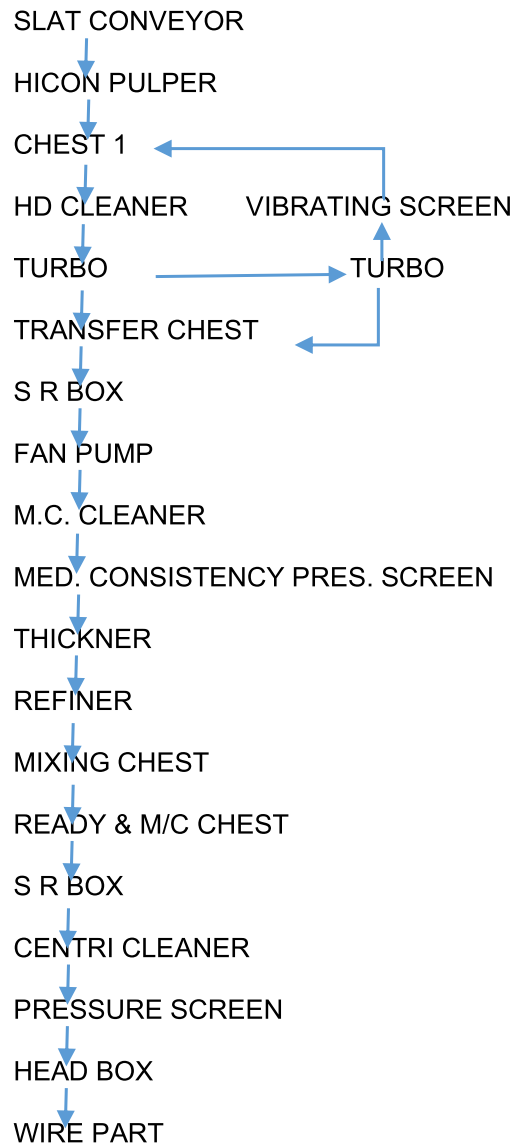 SLAT CONVEYOR
HICON PULPER
CHEST 1
HD CLEANER VIBRATING SCREEN
TURBO TURBO
TRANSFER CHEST
S R BOX
FAN PUMP
M.C. CLEANER
MED. CONSISTENCY PRES. SCREEN
THICKNER
REFINER
MIXING CHEST
READY & M/C CHEST
S R BOX
CENTRI CLEANER
PRESSURE SCREEN
HEAD BOX
WIRE PART